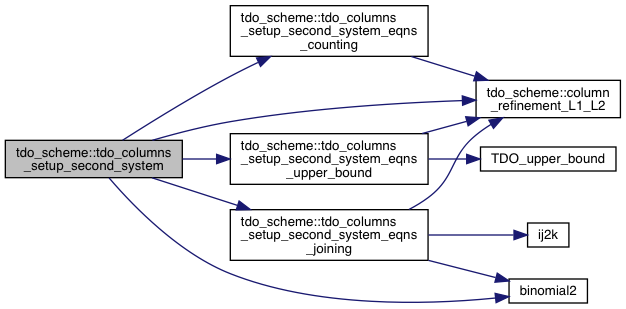 tdo_scheme::tdo_columns
_setup_second_system
tdo_scheme::tdo_columns
_setup_second_system_eqns
_counting
tdo_scheme::column
_refinement_L1_L2
tdo_scheme::tdo_columns
_setup_second_system_eqns
_upper_bound
TDO_upper_bound
tdo_scheme::tdo_columns
_setup_second_system_eqns
_joining
ij2k
binomial2